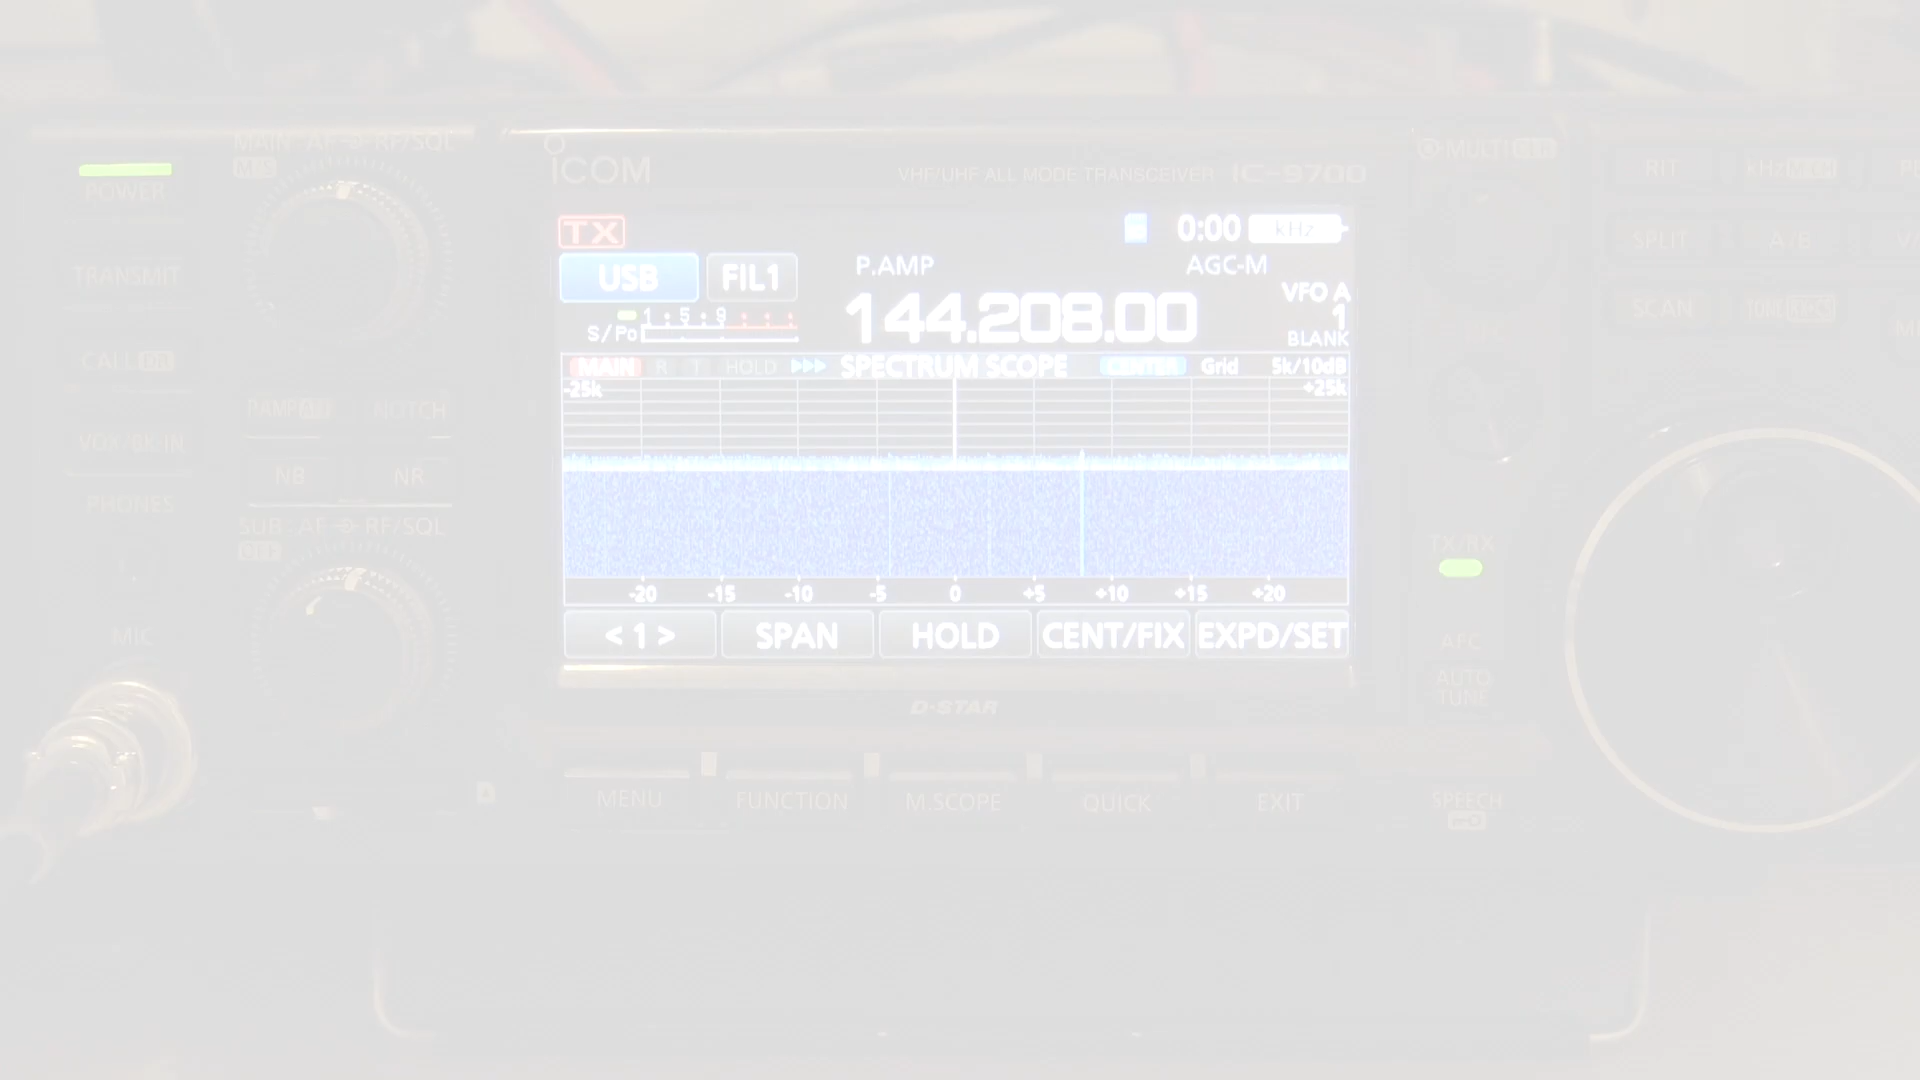 MAIN : AF ⊃ RF/SQL
M.S
POWER
TRANSMIT
CALL DR
VOX/BK-IN
PHONES
MIC
P.AMP ATT
NOTCH
NB
NR
SUB : AF ⊃ RF/SQL
ICOM
VHF/UHF ALL MODE TRANSCEIVER IC-9700
TX
0:00
kHz
USB
FIL1
P.AMP
AGC-M
144.208.00
VFO A
1
BLANK
1 : 5 : 9
S/Po
MAIN R T HOLD SPECTRUM SCOPE CENTER Grid 5k/10dB
-25k
+25k
-20 -15 -10 -5 0 +5 +10 +15 +20
< 1 > SPAN HOLD CENT/FIX EXPD/SET
D-STAR
MENU FUNCTION M.SCOPE QUICK EXIT
MULTI CLR
RIT
kHz M-CH
SPLIT
A/B
SCAN
TX/RX
AFC
AUTO
TUNE
SPEECH